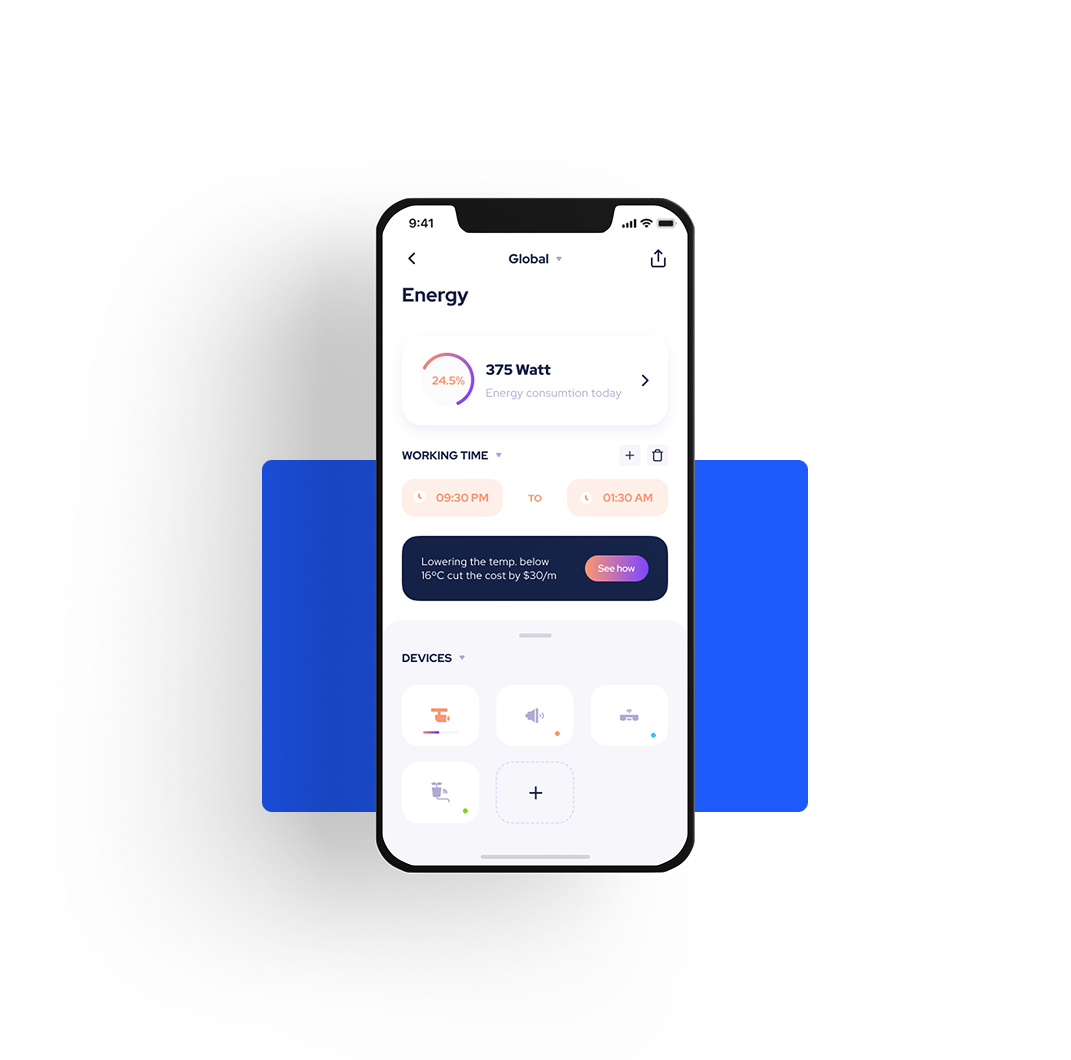 9:41
Global
Energy
24.5%
375 Watt
Energy consumtion today
WORKING TIME
09:30 PM TO 01:30 AM
Lowering the temp. below
16ºC cut the cost by $30/m
See how
DEVICES